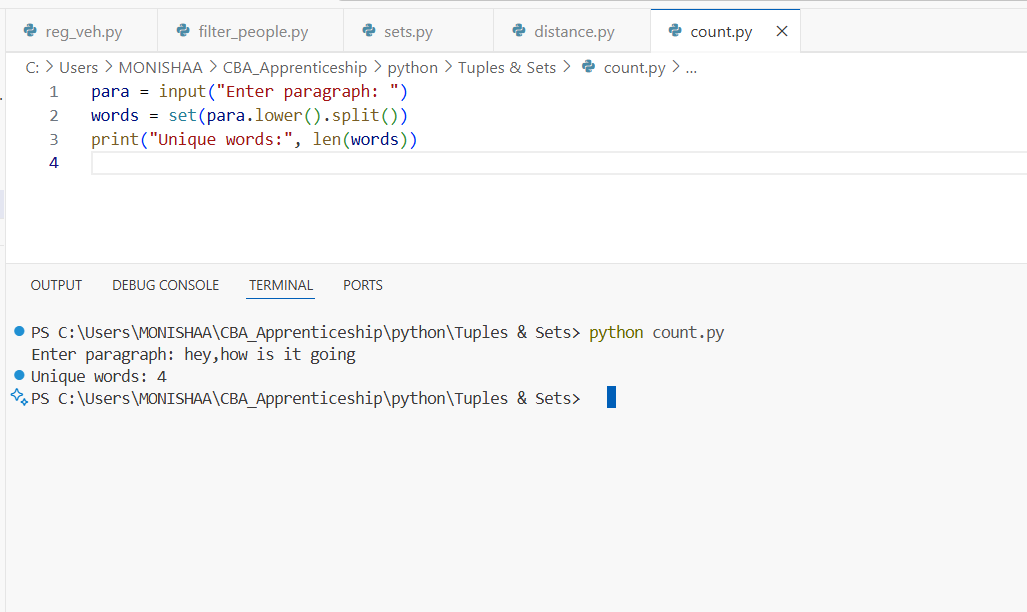 reg_veh.py filter_people.py sets.py distance.py count.py
C: > Users > MONISHAA > CBA_Apprenticeship > python > Tuples & Sets > count.py > ...
1 para = input("Enter paragraph: ")
2 words = set(para.lower().split())
3 print("Unique words:", len(words))
4
OUTPUT DEBUG CONSOLE TERMINAL PORTS
PS C:\Users\MONISHAA\CBA_Apprenticeship\python\Tuples & Sets> python count.py
Enter paragraph: hey,how is it going
Unique words: 4
PS C:\Users\MONISHAA\CBA_Apprenticeship\python\Tuples & Sets>